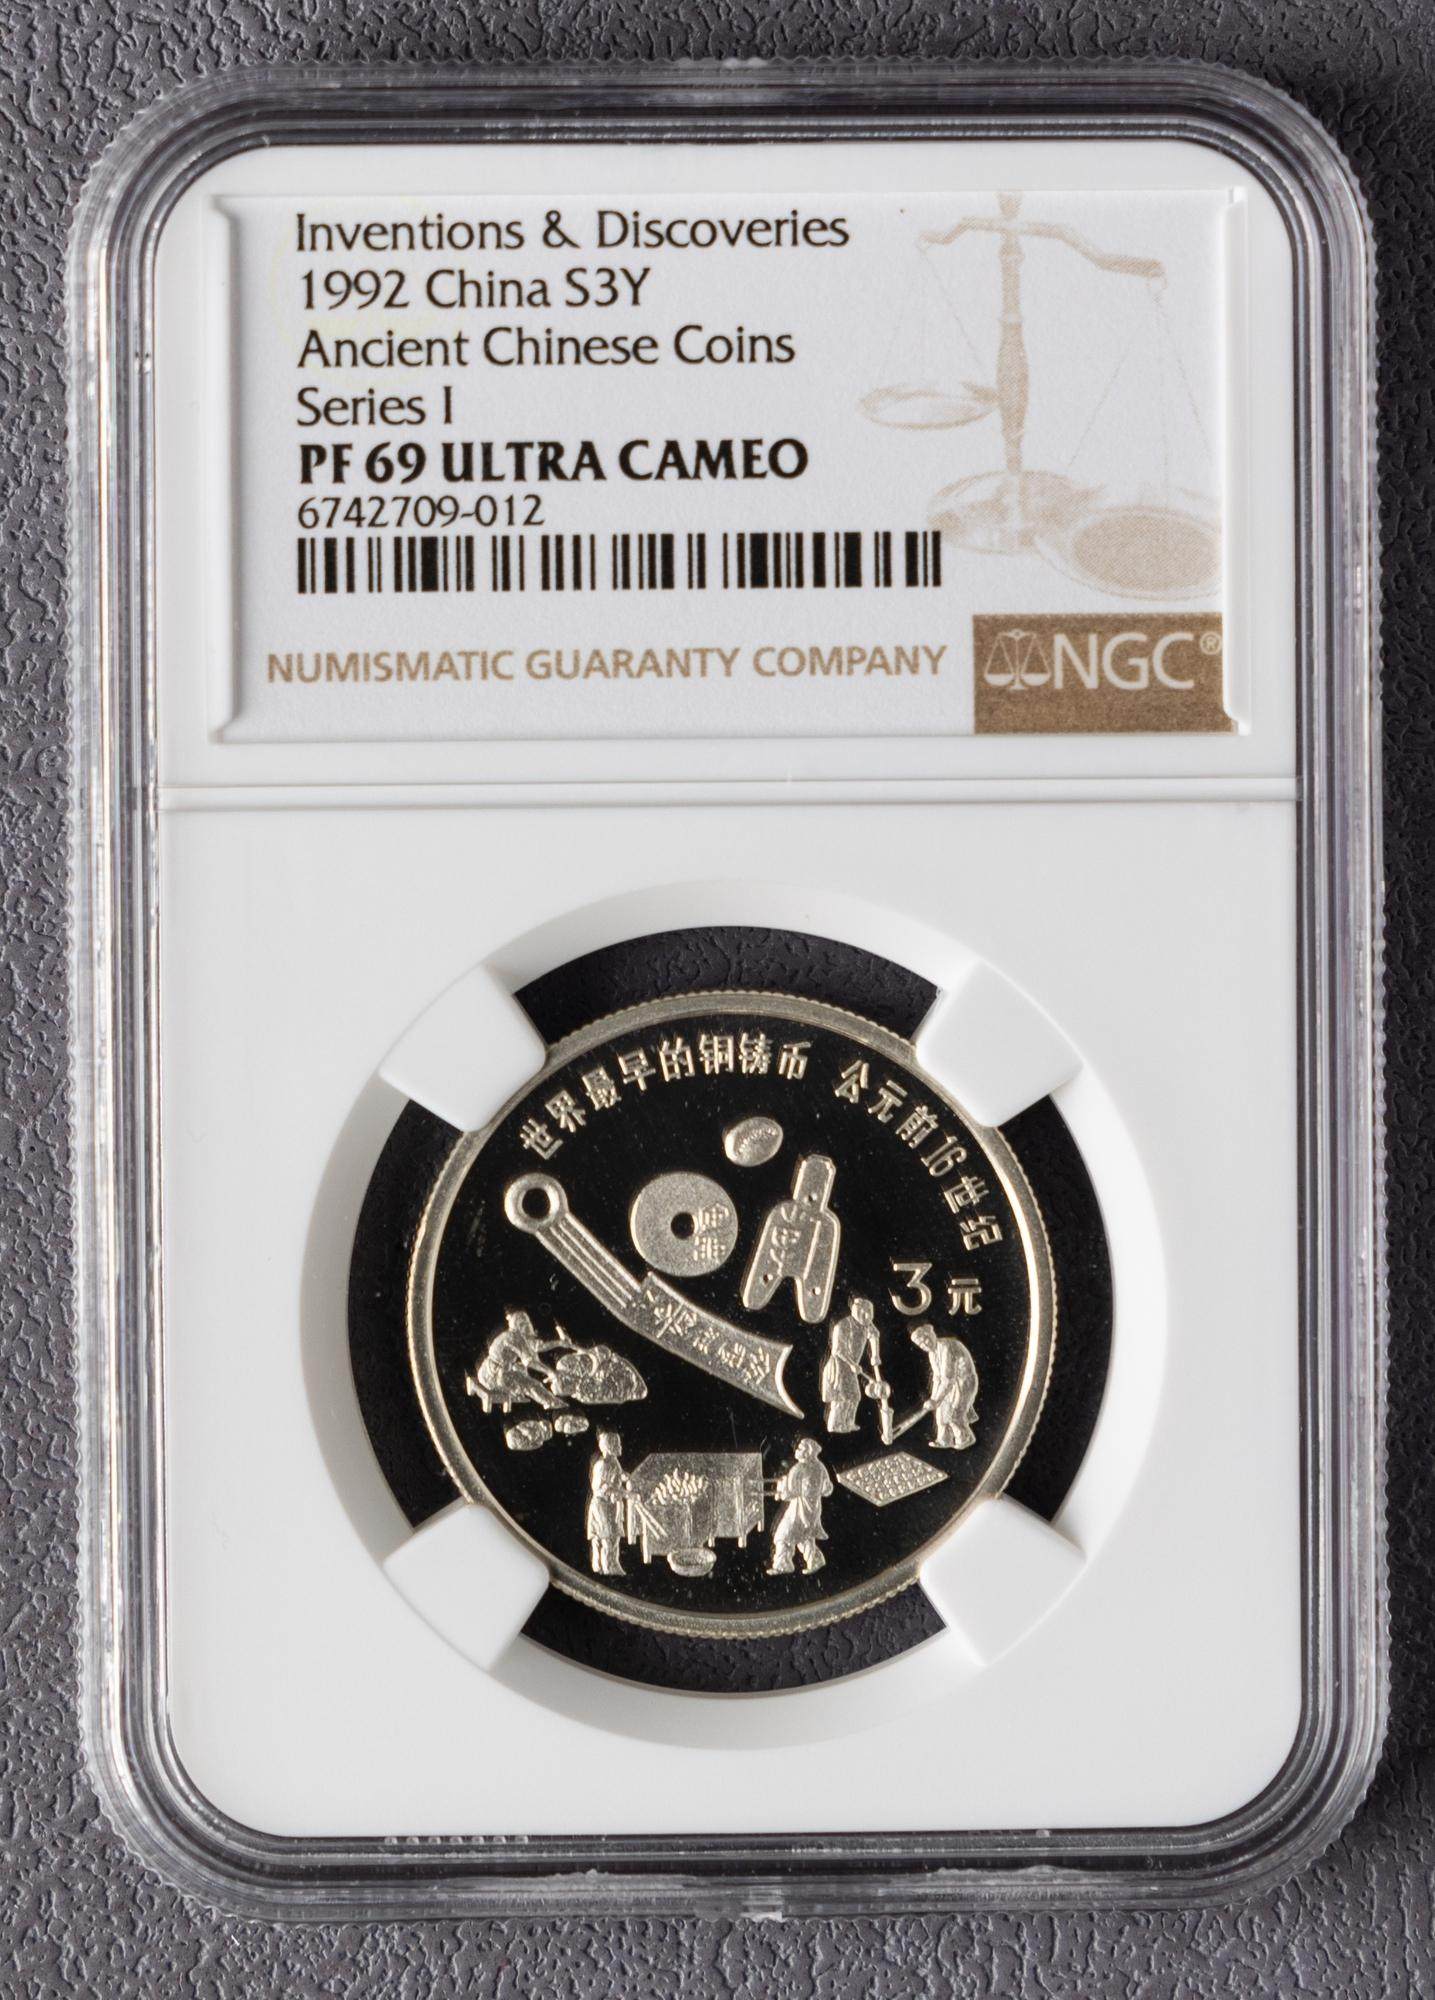 Inventions & Discoveries
1992 China S3Y
Ancient Chinese Coins
Series I
PF 69 ULTRA CAMEO
6742709-012
NUMISMATIC GUARANTY COMPANY
NGC®
世界最早的铜铸币 公元前16世纪
3元